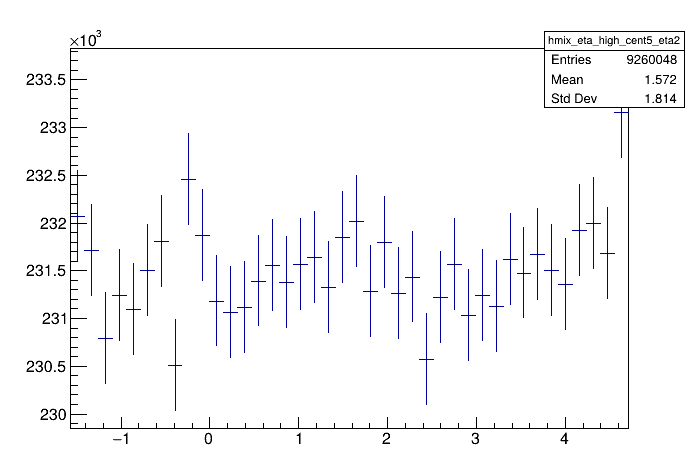 ×10³
hmix_eta_high_cent5_eta2
Entries 9260048
Mean 1.572
Std Dev 1.814
233.5
233
232.5
232
231.5
231
230.5
230
−1 0 1 2 3 4